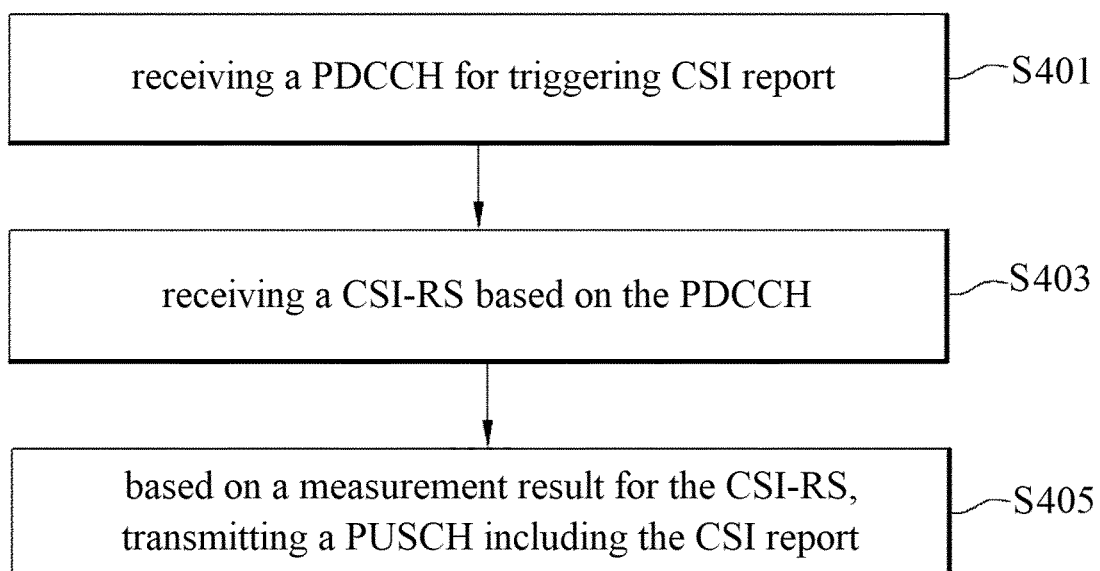 receiving a PDCCH for triggering CSI report
S401
receiving a CSI-RS based on the PDCCH
S403
based on a measurement result for the CSI-RS,
transmitting a PUSCH including the CSI report
S405